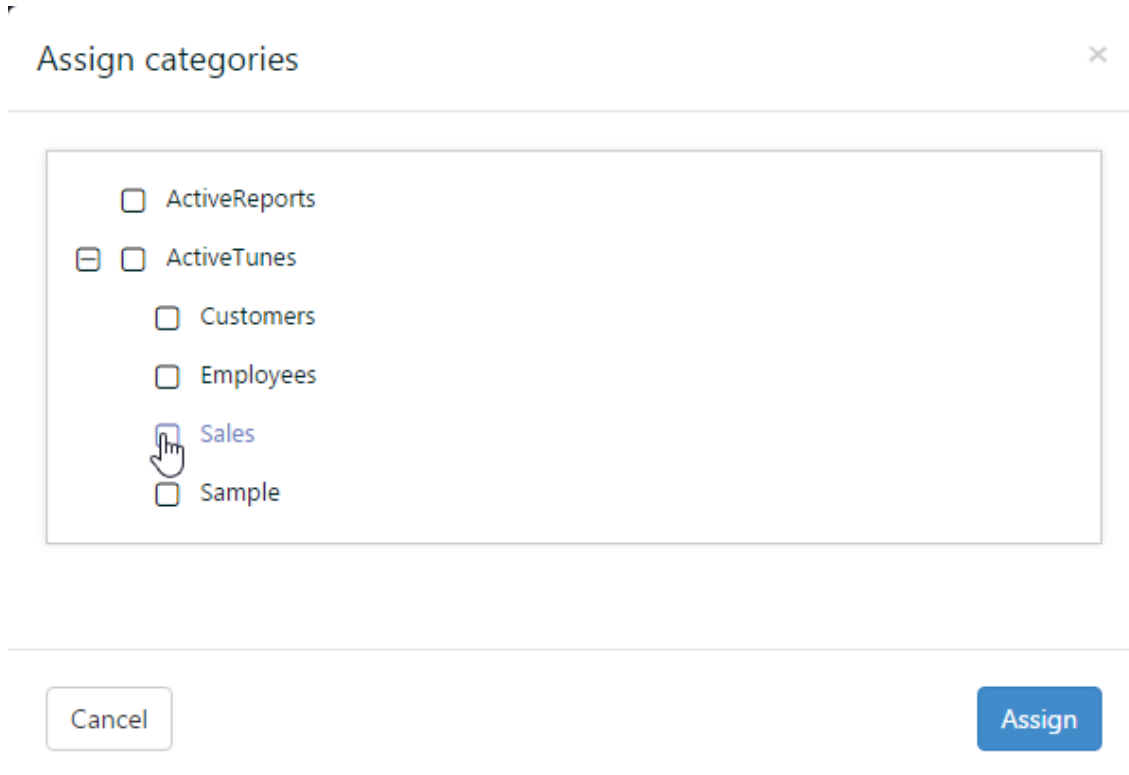 Assign categories
ActiveReports
ActiveTunes
Customers
Employees
Sales
Sample
Cancel
Assign